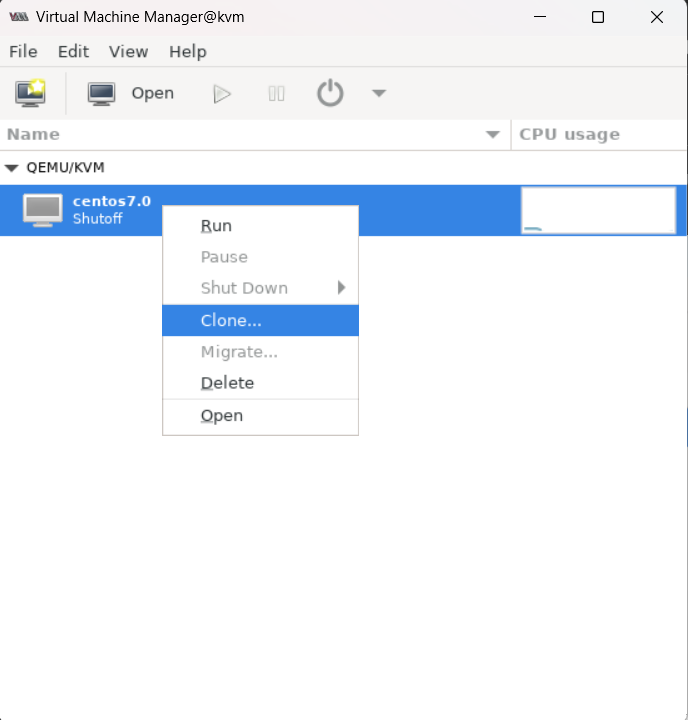 Virtual Machine Manager@kvm
File Edit View Help
Open
Name CPU usage
QEMU/KVM
centos7.0
Shutoff
Run
Pause
Shut Down
Clone...
Migrate...
Delete
Open